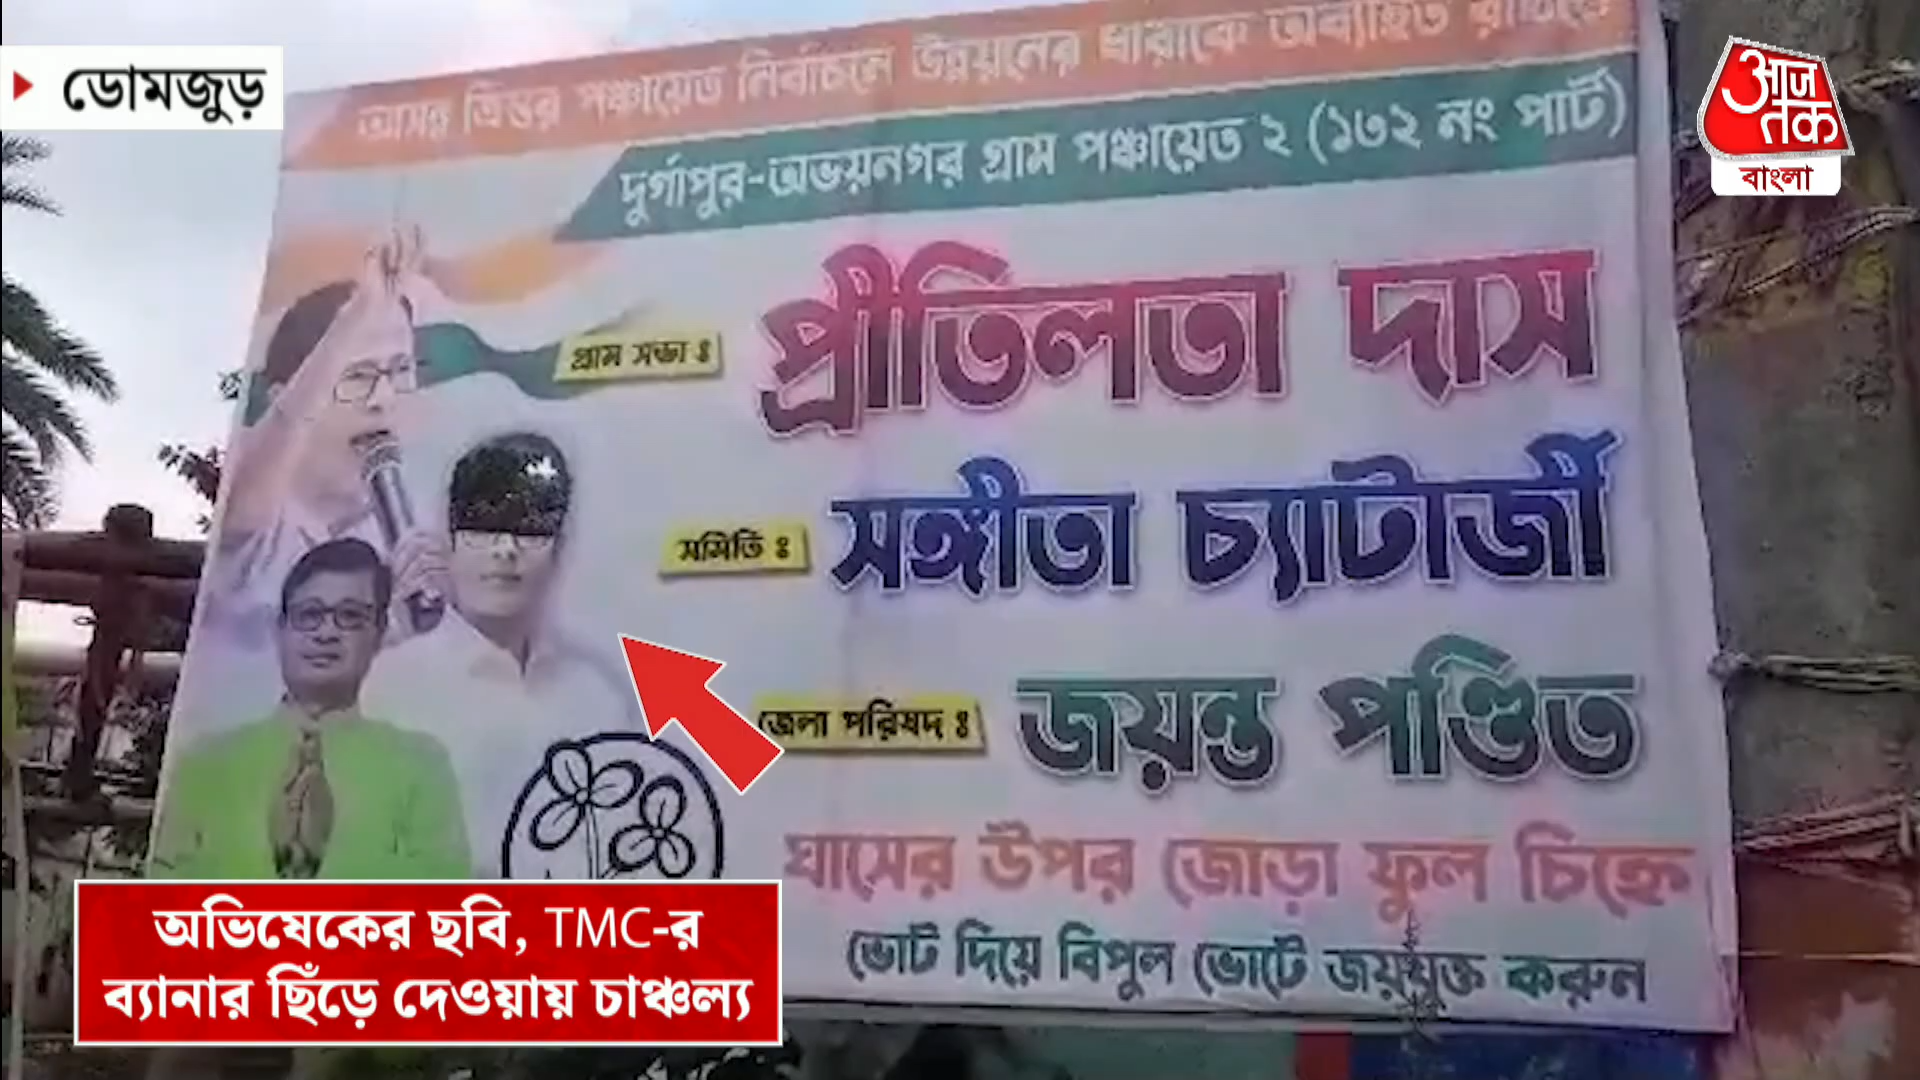 ডোমজুড়
আজ
তক
বাংলা
আসন্ন ত্রিস্তর পঞ্চায়েত নির্বাচনে উন্নয়নের ধারাকে অব্যাহত রাখতে
দুর্গাপুর-অভয়নগর গ্রাম পঞ্চায়েত ২ (১৩২ নং পার্ট)
গ্রাম সভা ঃ প্রীতিলতা দাস
সমিতি ঃ সঙ্গীতা চ্যাটার্জী
জেলা পরিষদ ঃ জয়ন্ত পণ্ডিত
ঘাসের উপর জোড়া ফুল চিহ্নে
ভোট দিয়ে বিপুল ভোটে জয়যুক্ত করুন
অভিষেকের ছবি, TMC-র
ব্যানার ছিঁড়ে দেওয়ায় চাঞ্চল্য